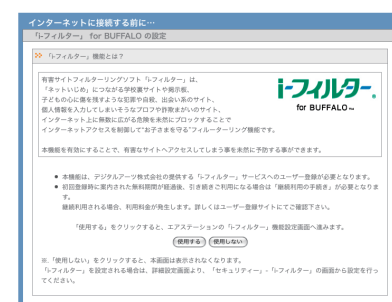 インターネットに接続する前に…
「i-フィルター」 for BUFFALO の設定
「i-フィルター」機能とは？
有害サイトフィルターリングソフト「i-フィルター」は、
「ネットいじめ」につながる学校裏サイトや掲示板、
子どもの心に傷を残すような犯罪や自殺、出会い系のサイト、
個人情報を入力してしまいそうなブロフや詐欺まがいのサイト、
インターネット上に無数に広がる危険を未然にブロックすることで
インターネットアクセスを制御して"お子さまを守る"フィルターリング機能です。
i-フィルター®
for BUFFALO
本機能を有効にすることで、有害なサイトへアクセスしてしまう事を未然に予防する事ができます。
● 本機能は、デジタルアーツ株式会社の提供する「i-フィルター」サービスへのユーザー登録が必要となります。
● 初回登録時に案内された無料期間が経過後、引き続きご利用になる場合は「継続利用の手続き」が必要となりま
す。
継続利用される場合、利用料金が発生します。詳しくはユーザー登録サイトにてご確認下さい。
「使用する」をクリックすると、エアステーションの「i-フィルター」機能設定画面へ進みます。
使用する 使用しない
※.「使用しない」をクリックすると、本画面は表示されなくなります。
「i-フィルター」を設定される場合は、詳細設定画面より、「セキュリティー」-「i-フィルター」の画面から設定を行っ
てください。